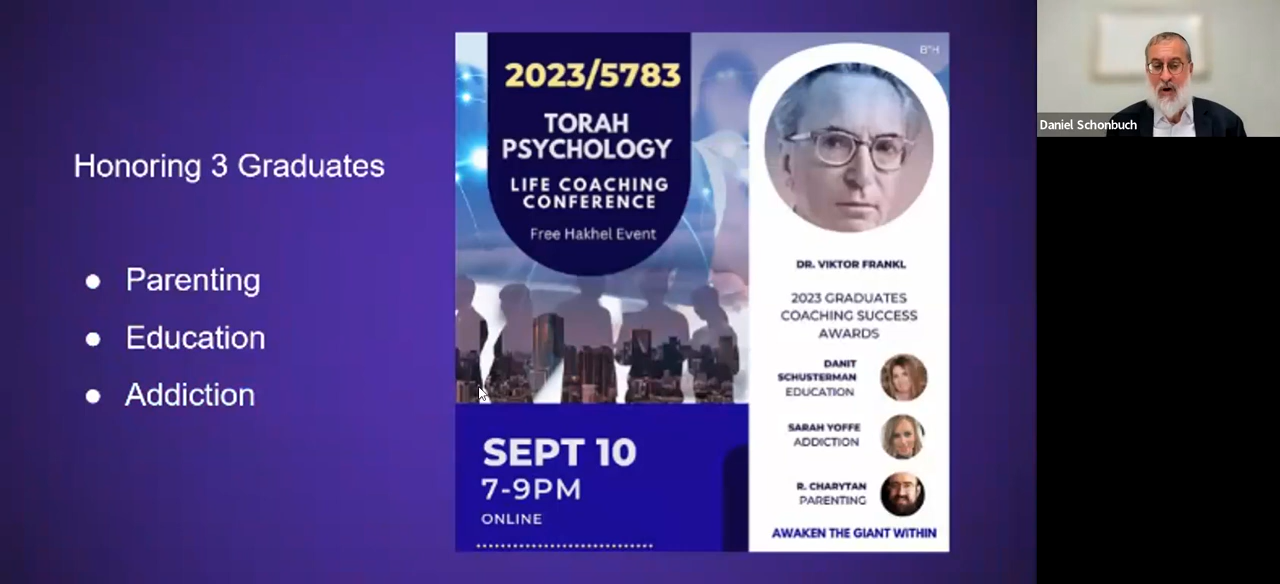 Honoring 3 Graduates
● Parenting
● Education
● Addiction
2023/5783
TORAH
PSYCHOLOGY
LIFE COACHING
CONFERENCE
Free Hakhel Event
SEPT 10
7-9PM
ONLINE
B"H
DR. VIKTOR FRANKL
2023 GRADUATES
COACHING SUCCESS
AWARDS
DANIT
SCHUSTERMAN
EDUCATION
SARAH YOFFE
ADDICTION
R. CHARYTAN
PARENTING
AWAKEN THE GIANT WITHIN
Daniel Schonbuch